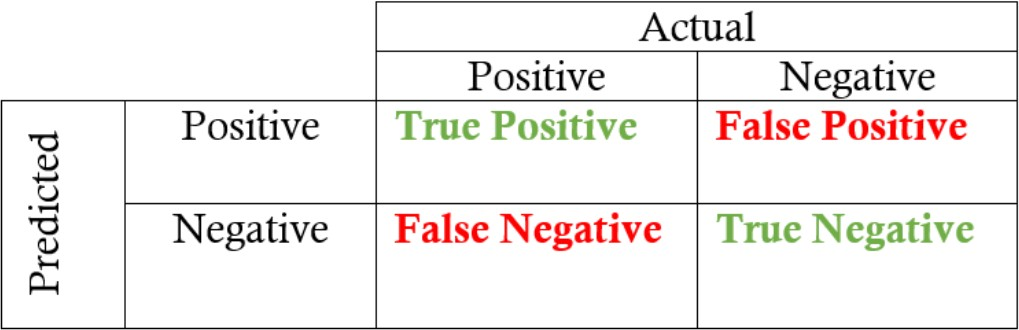 Actual
Positive Negative
Predicted
Positive True Positive False Positive
Negative False Negative True Negative